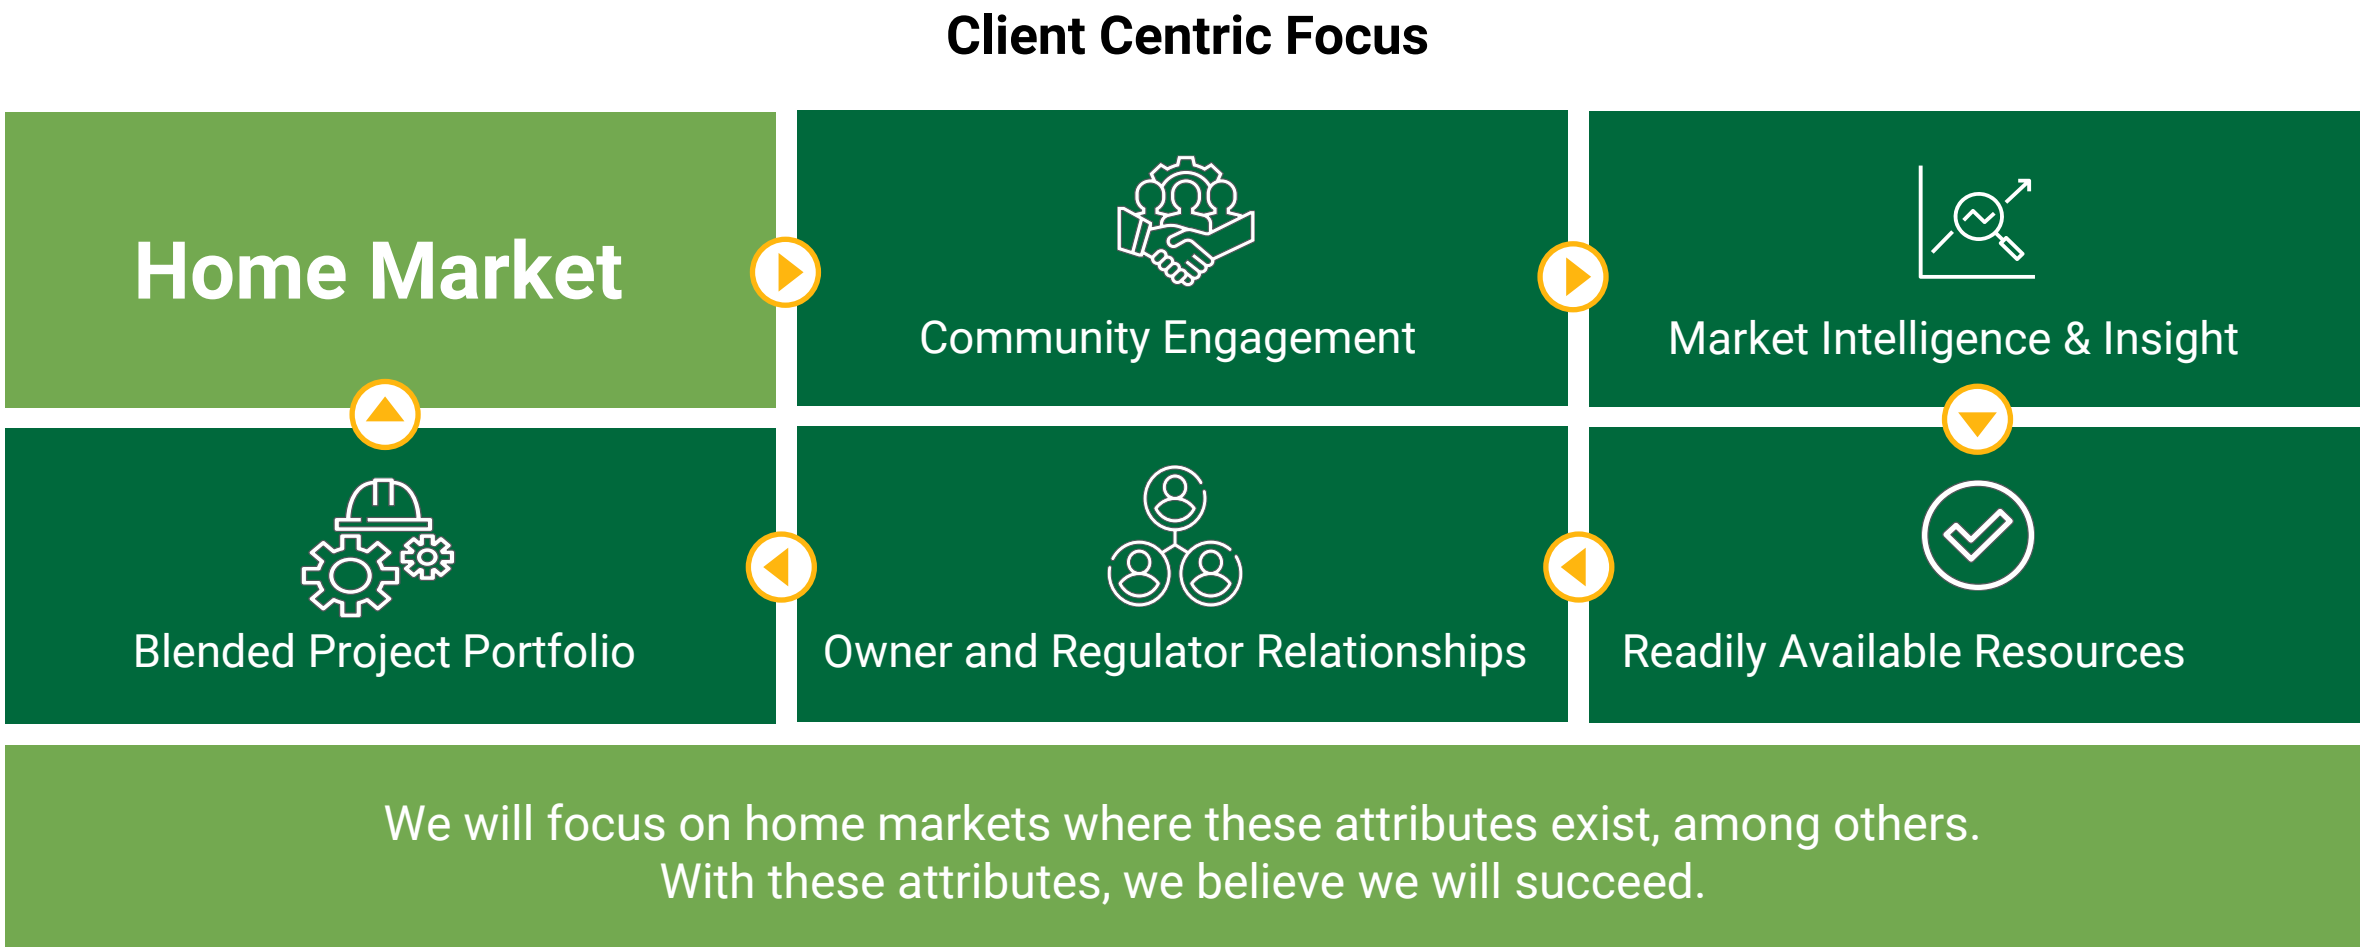 Client Centric Focus
Home Market
Community Engagement
Market Intelligence & Insight
Blended Project Portfolio
Owner and Regulator Relationships
Readily Available Resources
We will focus on home markets where these attributes exist, among others.
With these attributes, we believe we will succeed.